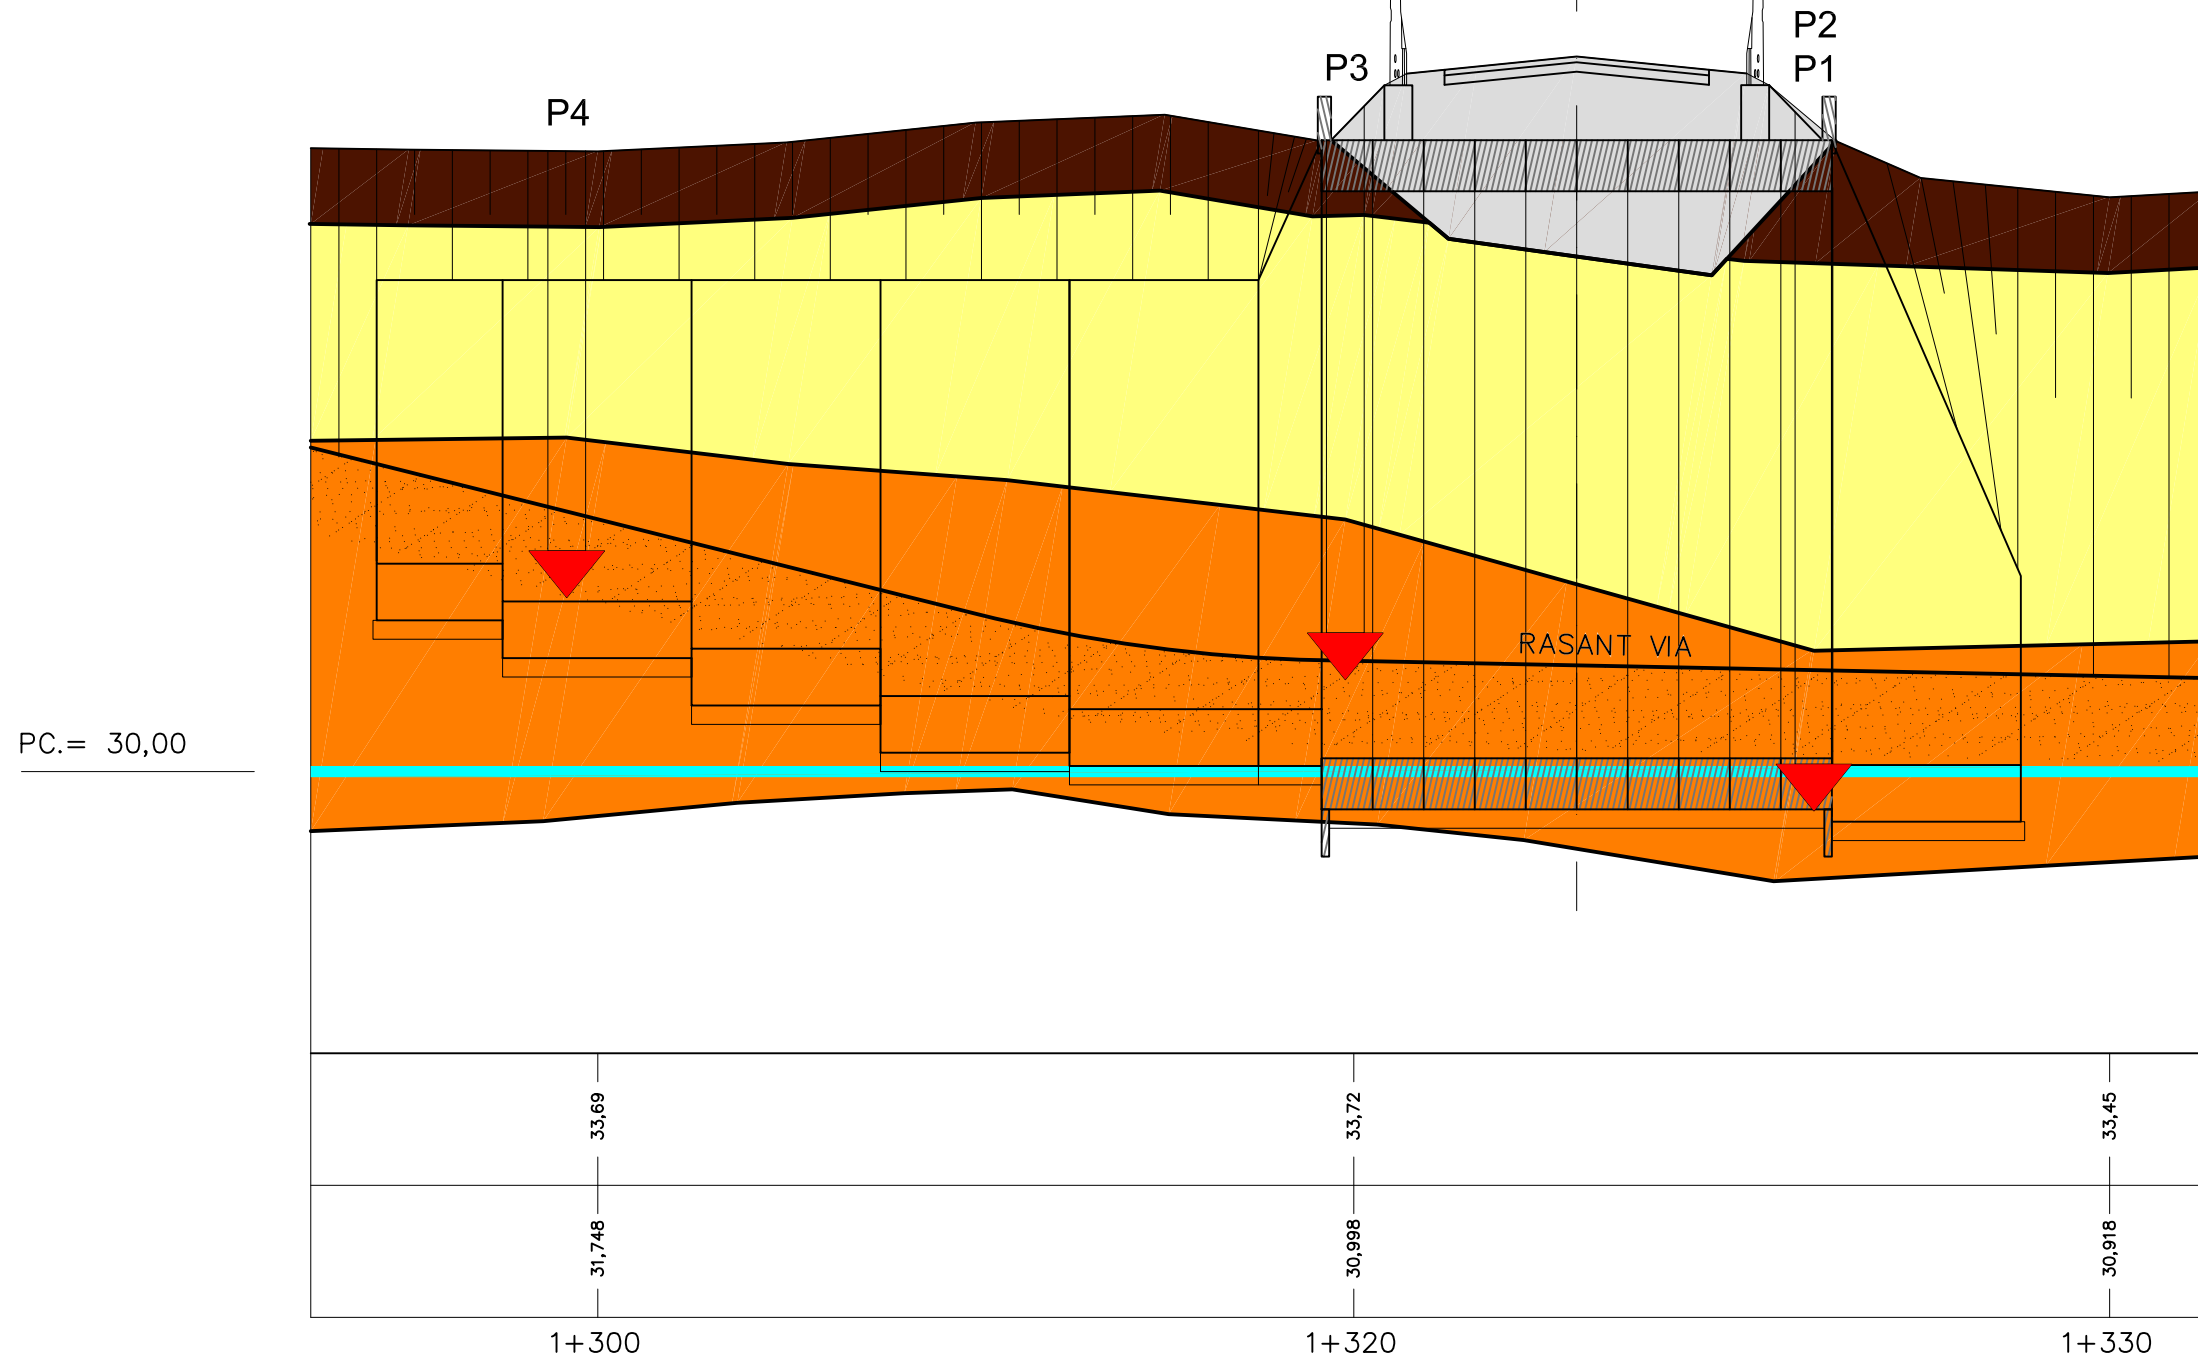 P2
P3 P1
P4
RASANT VIA
PC.= 30,00
33,69 33,72 33,45
31,748 30,998 30,918
1+300 1+320 1+330